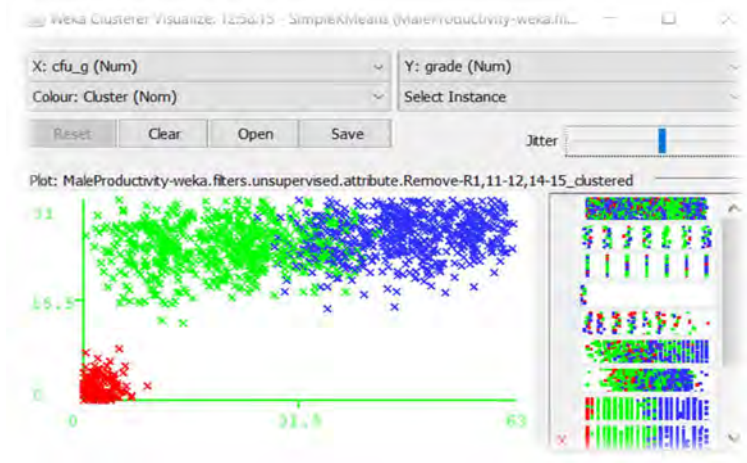 Weka Clusterer Visualize: 12:58:15 - SimpleKMeans (MaleProductivity-weka.fil...
X: cfu_g (Num)
Y: grade (Num)
Colour: Cluster (Nom)
Select Instance
Reset
Clear
Open
Save
Jitter
Plot: MaleProductivity-weka.filters.unsupervised.attribute.Remove-R1,11-12,14-15_clustered
31
15.5
0
0
31.5
63